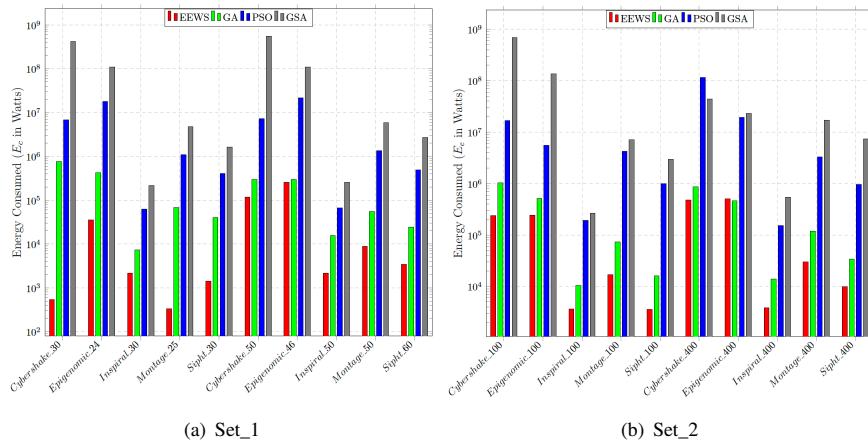 EEWS GA PSO GSA
Energy Consumed (E_c in Watts)
10^9
10^8
10^7
10^6
10^5
10^4
10^3
10^2
Cybershake_30
Epigenomic_24
Inspiral_30
Montage_25
Sipht_30
Cybershake_50
Epigenomic_46
Inspiral_50
Montage_50
Sipht_60
(a) Set_1
EEWS GA PSO GSA
Energy Consumed (E_c in Watts)
10^9
10^8
10^7
10^6
10^5
10^4
Cybershake_100
Epigenomic_100
Inspiral_100
Montage_100
Sipht_100
Cybershake_400
Epigenomic_400
Inspiral_400
Montage_400
Sipht_400
(b) Set_2